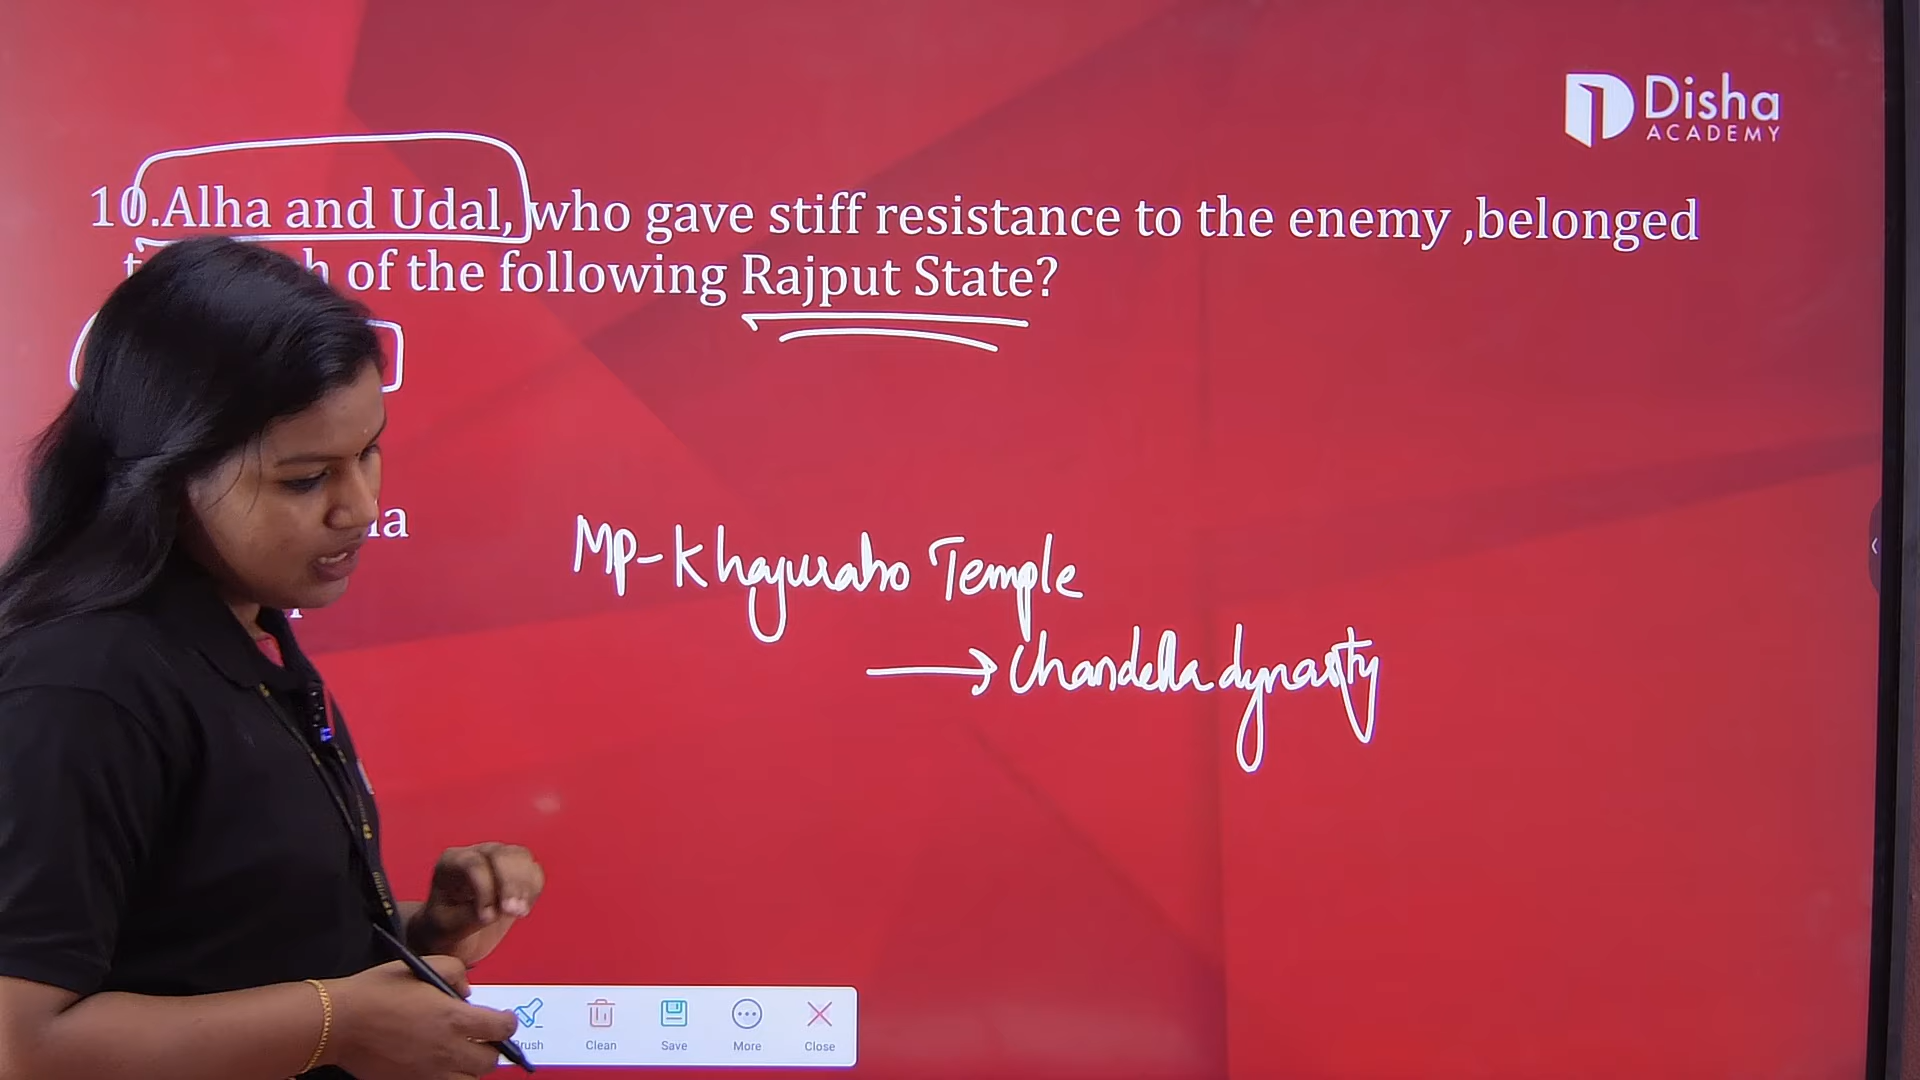 Disha
ACADEMY
10.Alha and Udal, who gave stiff resistance to the enemy ,belonged
of the following Rajput State?
MP-Khajuraho Temple
→Chandella dynasty
Brush Clean Save More Close